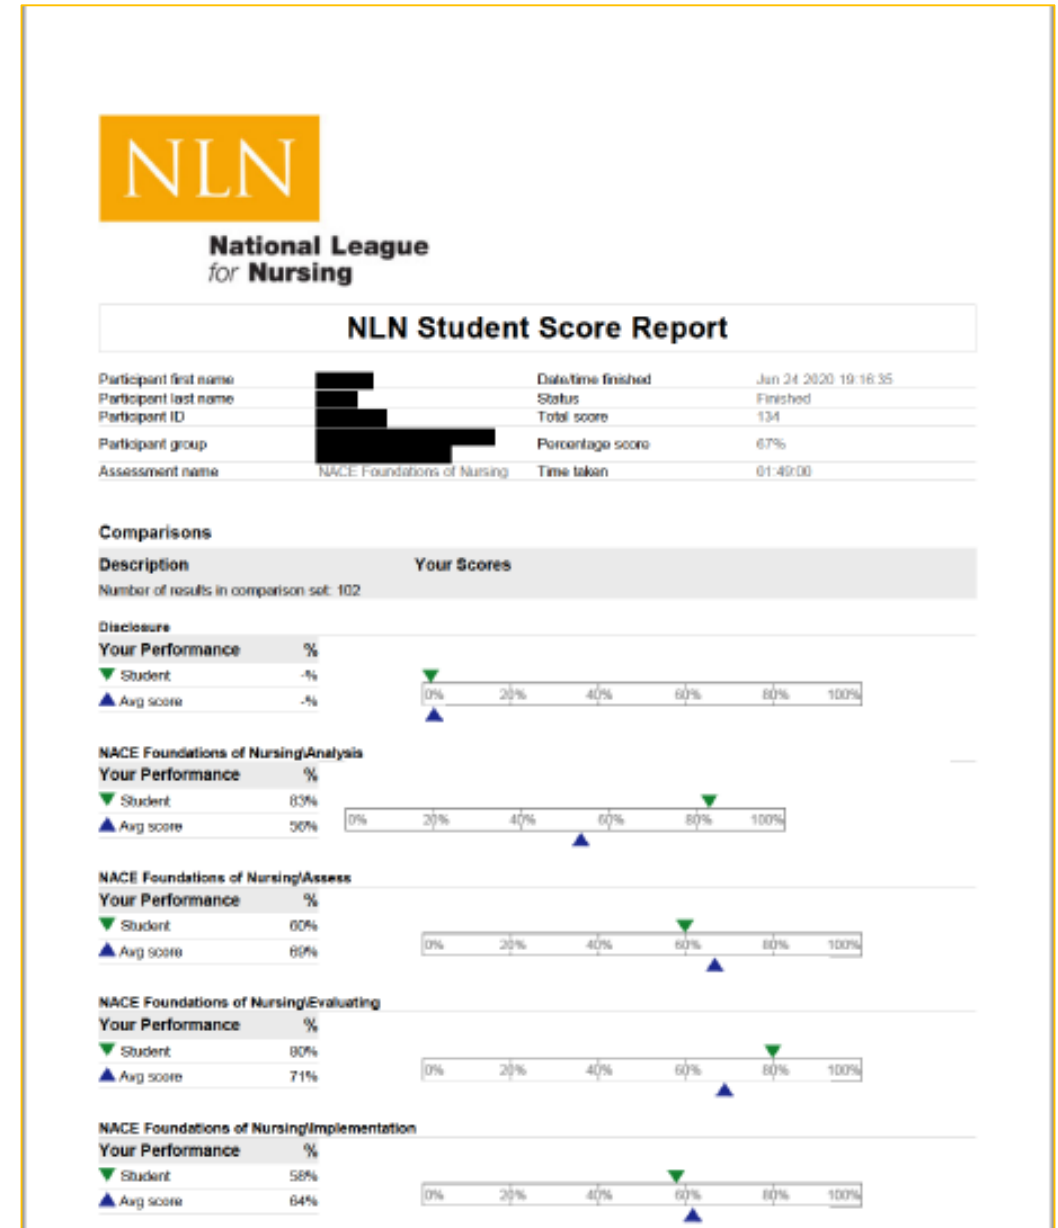 NLN
National League
for Nursing
NLN Student Score Report
Participant first name Date/time finished Jun 24 2020 19:16:35
Participant last name Status Finished
Participant ID Total score 134
Participant group Percentage score 67%
Assessment name NACE Foundations of Nursing Time taken 01:49:00
Comparisons
Description Your Scores
Number of results in comparison set: 102
Disclosure
Your Performance %
Student -%
Avg score -%
0% 20% 40% 60% 80% 100%
NACE Foundations of Nursing\Analysis
Your Performance %
Student 83%
Avg score 56%
0% 20% 40% 60% 80% 100%
NACE Foundations of Nursing\Assess
Your Performance %
Student 60%
Avg score 69%
0% 20% 40% 60% 80% 100%
NACE Foundations of Nursing\Evaluating
Your Performance %
Student 80%
Avg score 71%
0% 20% 40% 60% 80% 100%
NACE Foundations of Nursing\Implementation
Your Performance %
Student 58%
Avg score 64%
0% 20% 40% 60% 80% 100%